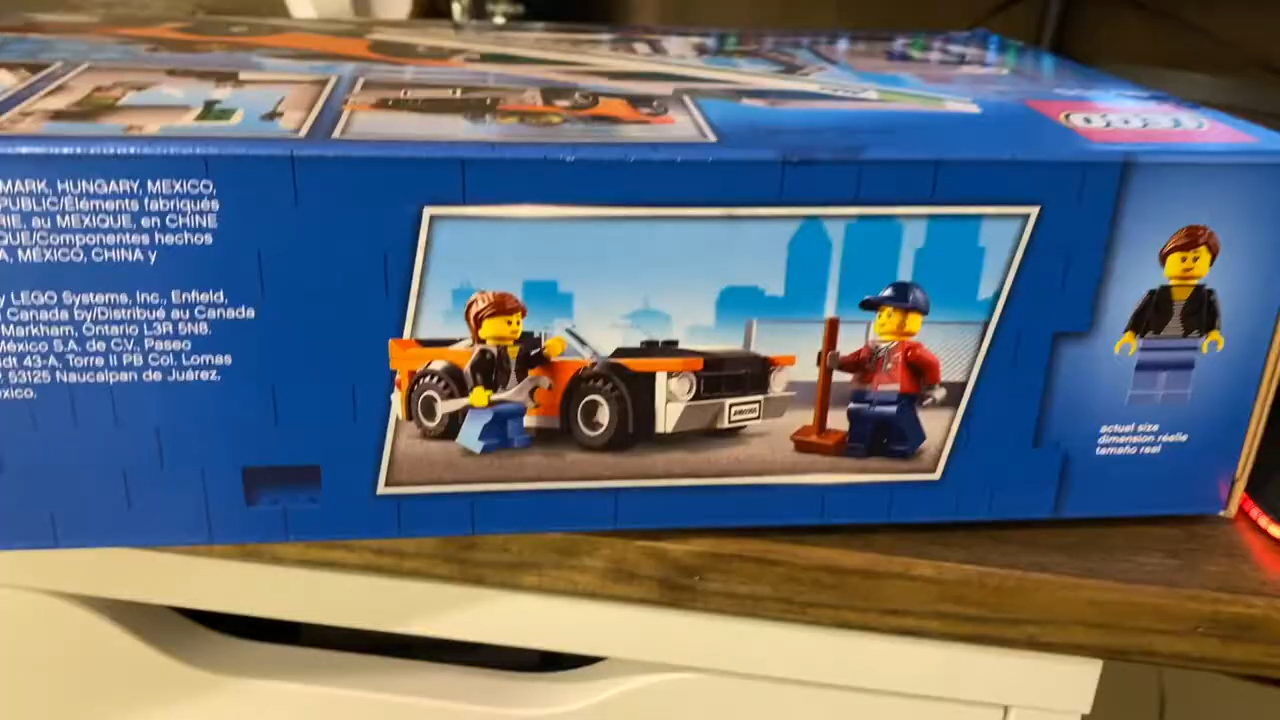 LEGO
MARK, HUNGARY, MEXICO,
PUBLIC/Éléments fabriqués
RIE, au MEXIQUE, en CHINE
QUE/Componentes hechos
A, MÉXICO, CHINA y
y LEGO Systems, Inc., Enfield,
Canada by/Distribué au Canada
Markham, Ontario L3R 5N8.
México S.A. de C.V., Paseo
43-A, Torre II PB Col. Lomas
53125 Naucalpan de Juárez,
xico.
actual size
dimension réelle
tamaño real